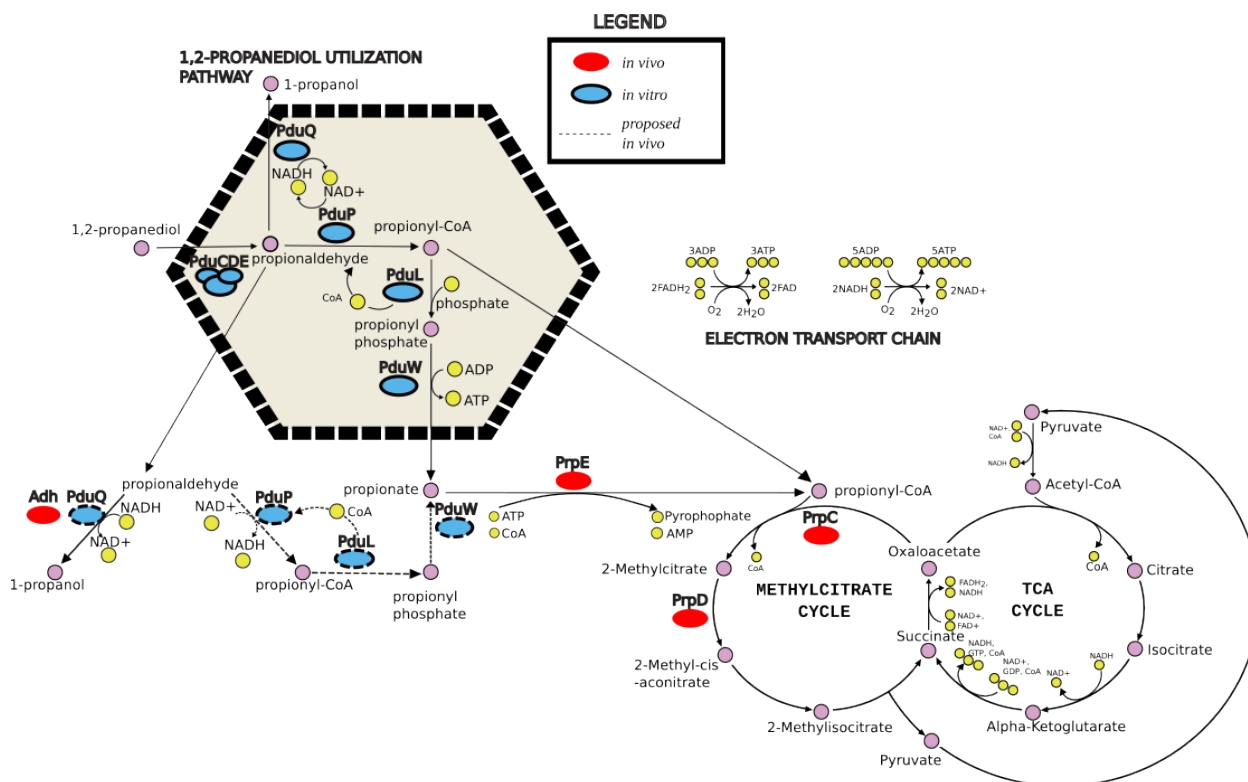 LEGEND
in vivo
in vitro
proposed
in vivo
1,2-PROPANEDIOL UTILIZATION
PATHWAY
1-propanol
PduQ
NADH
NAD+
PduP
1,2-propanediol
propionyl-CoA
PduCDE
propionaldehyde
PduL
CoA
phosphate
propionyl
phosphate
PduW
ADP
ATP
3ADP
3ATP
2FADH2
2FAD
O2
2H2O
5ADP
5ATP
2NADH
2NAD+
O2
2H2O
ELECTRON TRANSPORT CHAIN
propionaldehyde
Adh
PduQ
NADH
NAD+
1-propanol
NAD+
NADH
PduP
CoA
PduL
propionyl-CoA
PduW
propionyl
phosphate
propionate
PrpE
ATP
CoA
Pyrophophate
AMP
propionyl-CoA
PrpC
CoA
2-Methylcitrate
PrpD
METHYLCITRATE
CYCLE
2-Methyl-cis
-aconitrate
2-Methylisocitrate
Pyruvate
Pyruvate
NAD+,
CoA
NADH
Acetyl-CoA
CoA
Oxaloacetate
Citrate
FADH2,
NADH
NAD+,
FAD+
TCA
CYCLE
Succinate
NADH,
GTP, CoA
NAD+,
GDP, CoA
NADH
NAD+
Isocitrate
Alpha-Ketoglutarate